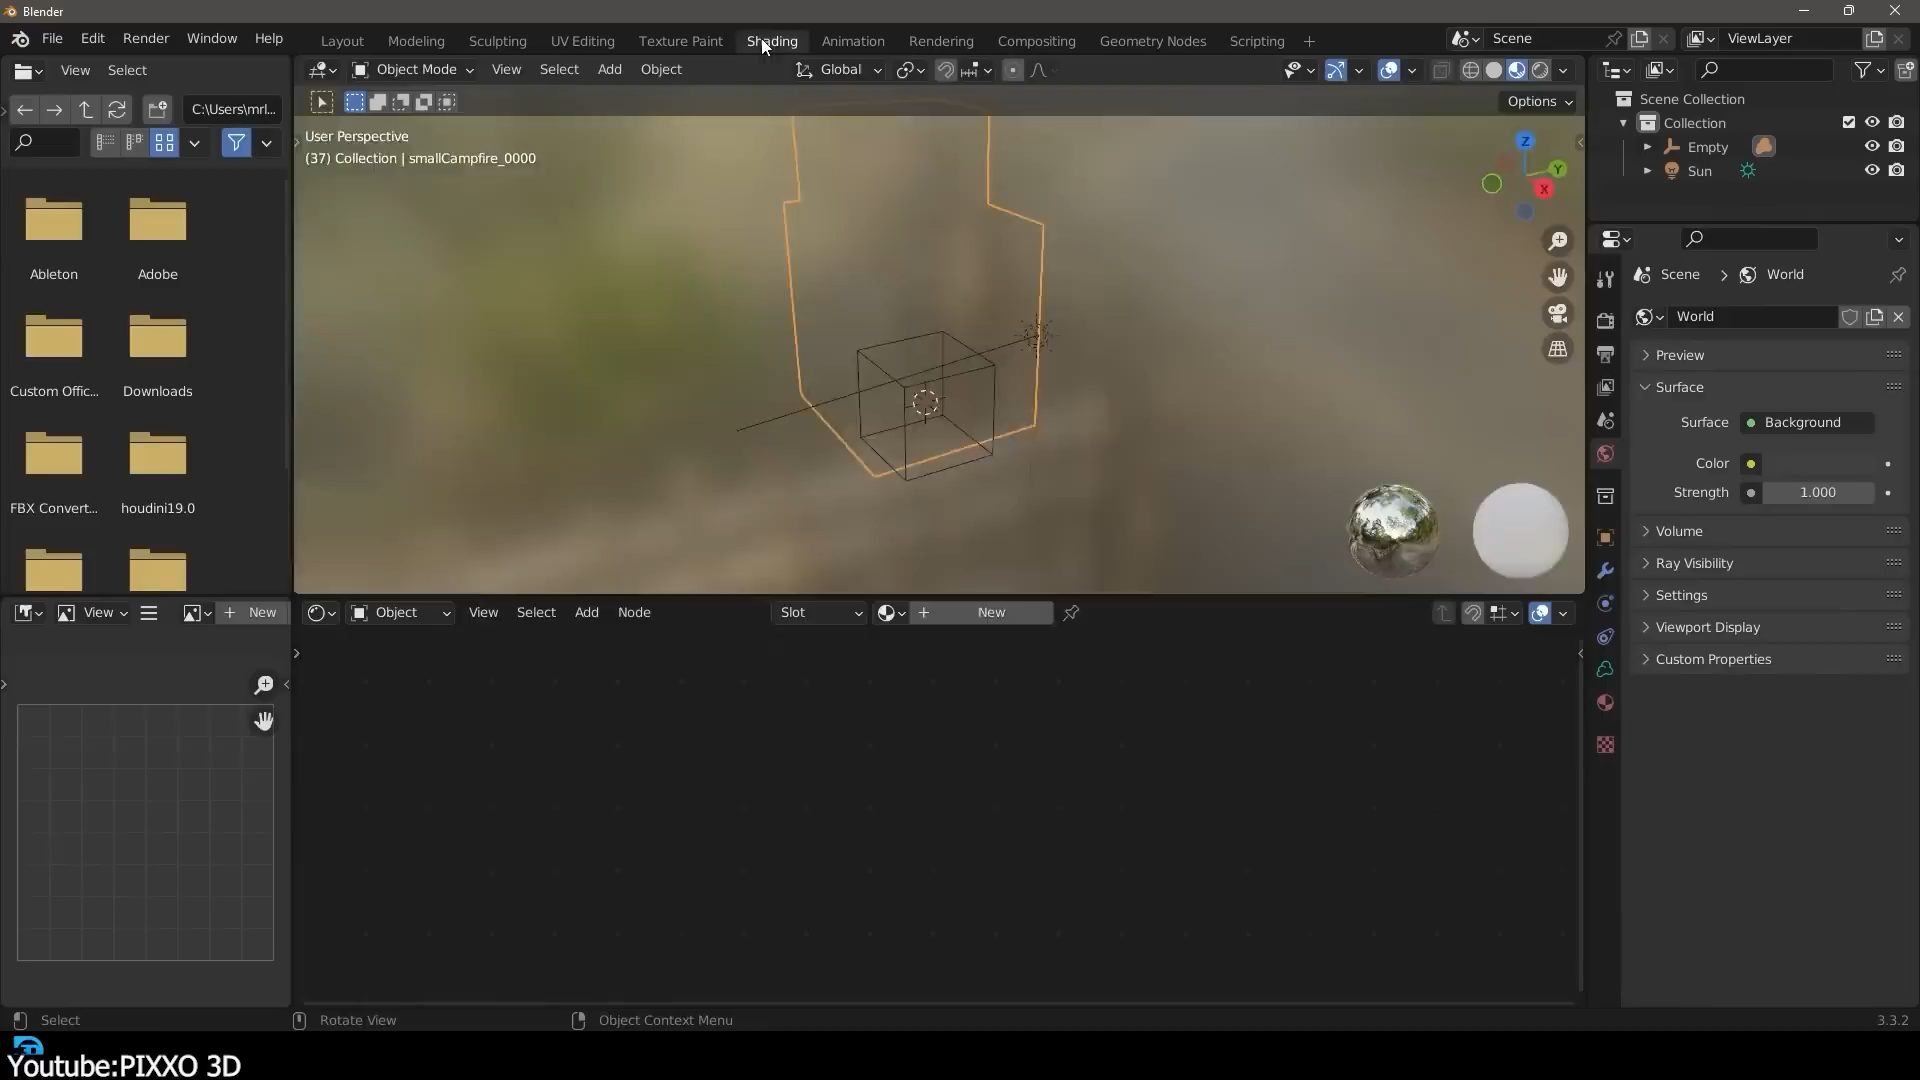 Blender
File Edit Render Window Help
Layout Modeling Sculpting UV Editing Texture Paint Shading Animation Rendering Compositing Geometry Nodes Scripting
Scene
ViewLayer
View Select
Object Mode View Select Add Object
Global
C:\Users\mrl...
Options
User Perspective
(37) Collection | smallCampfire_0000
Z
Y
X
Ableton
Adobe
Custom Offic...
Downloads
FBX Convert...
houdini19.0
Scene Collection
Collection
Empty
Sun
Scene > World
World
Preview
Surface
Surface Background
Color
Strength 1.000
Volume
Ray Visibility
Settings
Viewport Display
Custom Properties
View
New
Object View Select Add Node
Slot
New
Select
Rotate View
Object Context Menu
3.3.2
Youtube:PIXXO 3D